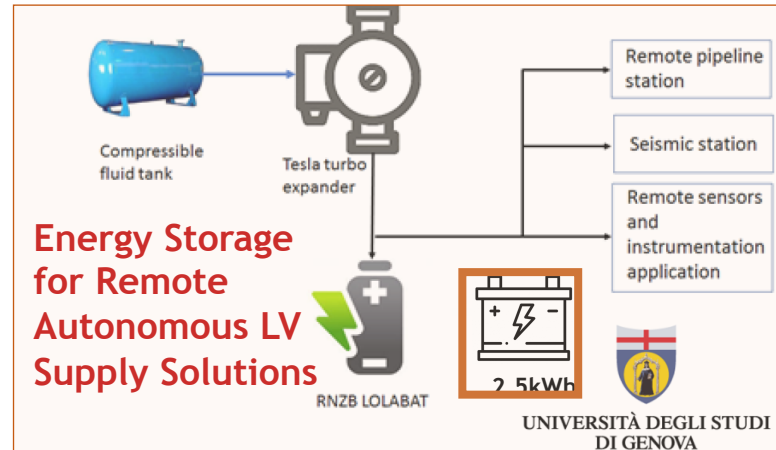 Compressible
fluid tank
Tesla turbo
expander
Remote pipeline
station
Seismic station
Remote sensors
and
instrumentation
application
Energy Storage
for Remote
Autonomous LV
Supply Solutions
+ -
2.5kWh
RNZB LOLABAT
UNIVERSITÀ DEGLI STUDI
DI GENOVA